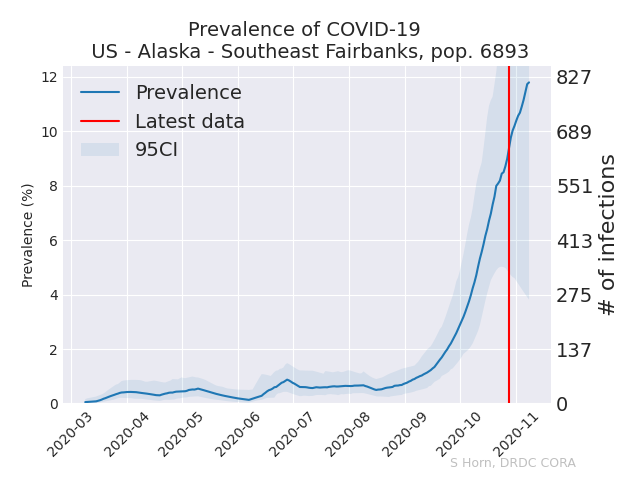 Prevalence of COVID-19
US - Alaska - Southeast Fairbanks, pop. 6893
Prevalence
Latest data
95CI
Prevalence (%)
12
10
8
6
4
2
0
827
689
551
413
275
137
0
# of infections
2020-03
2020-04
2020-05
2020-06
2020-07
2020-08
2020-09
2020-10
2020-11
S Horn, DRDC CORA